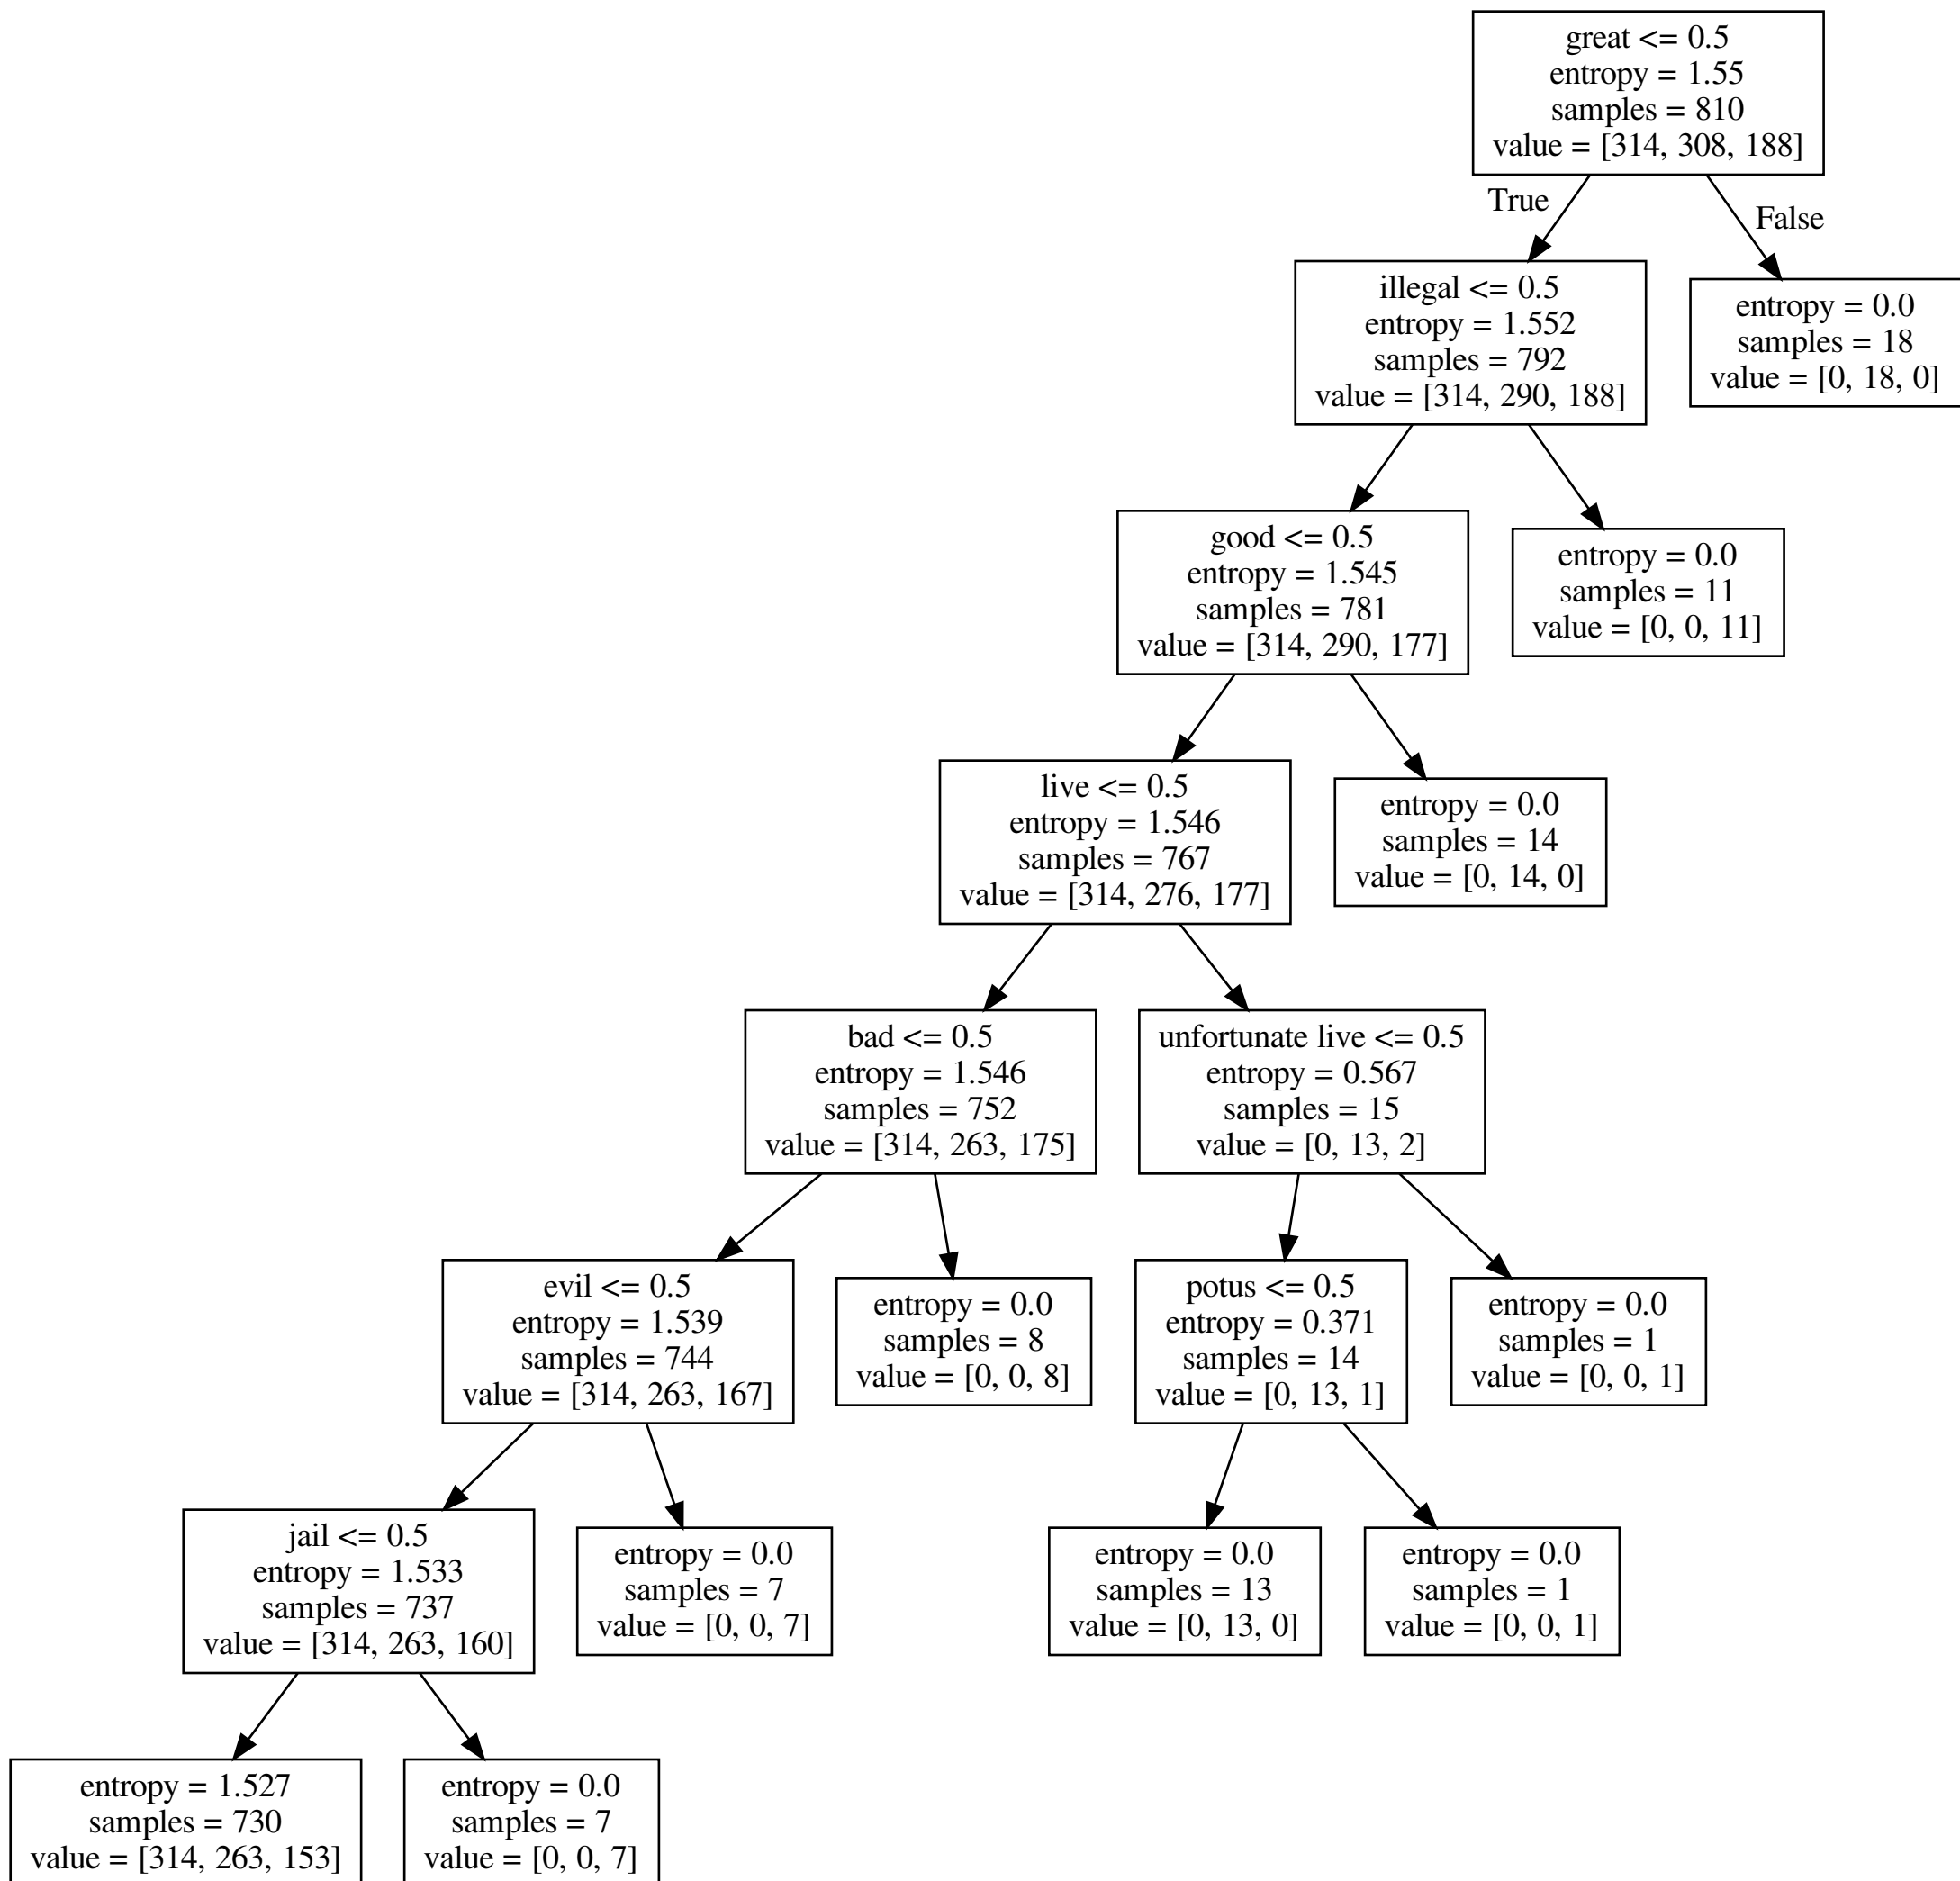 great <= 0.5
entropy = 1.55
samples = 810
value = [314, 308, 188]
True
False
illegal <= 0.5
entropy = 1.552
samples = 792
value = [314, 290, 188]
entropy = 0.0
samples = 18
value = [0, 18, 0]
good <= 0.5
entropy = 1.545
samples = 781
value = [314, 290, 177]
entropy = 0.0
samples = 11
value = [0, 0, 11]
live <= 0.5
entropy = 1.546
samples = 767
value = [314, 276, 177]
entropy = 0.0
samples = 14
value = [0, 14, 0]
bad <= 0.5
entropy = 1.546
samples = 752
value = [314, 263, 175]
unfortunate live <= 0.5
entropy = 0.567
samples = 15
value = [0, 13, 2]
evil <= 0.5
entropy = 1.539
samples = 744
value = [314, 263, 167]
entropy = 0.0
samples = 8
value = [0, 0, 8]
potus <= 0.5
entropy = 0.371
samples = 14
value = [0, 13, 1]
entropy = 0.0
samples = 1
value = [0, 0, 1]
jail <= 0.5
entropy = 1.533
samples = 737
value = [314, 263, 160]
entropy = 0.0
samples = 7
value = [0, 0, 7]
entropy = 0.0
samples = 13
value = [0, 13, 0]
entropy = 0.0
samples = 1
value = [0, 0, 1]
entropy = 1.527
samples = 730
value = [314, 263, 153]
entropy = 0.0
samples = 7
value = [0, 0, 7]